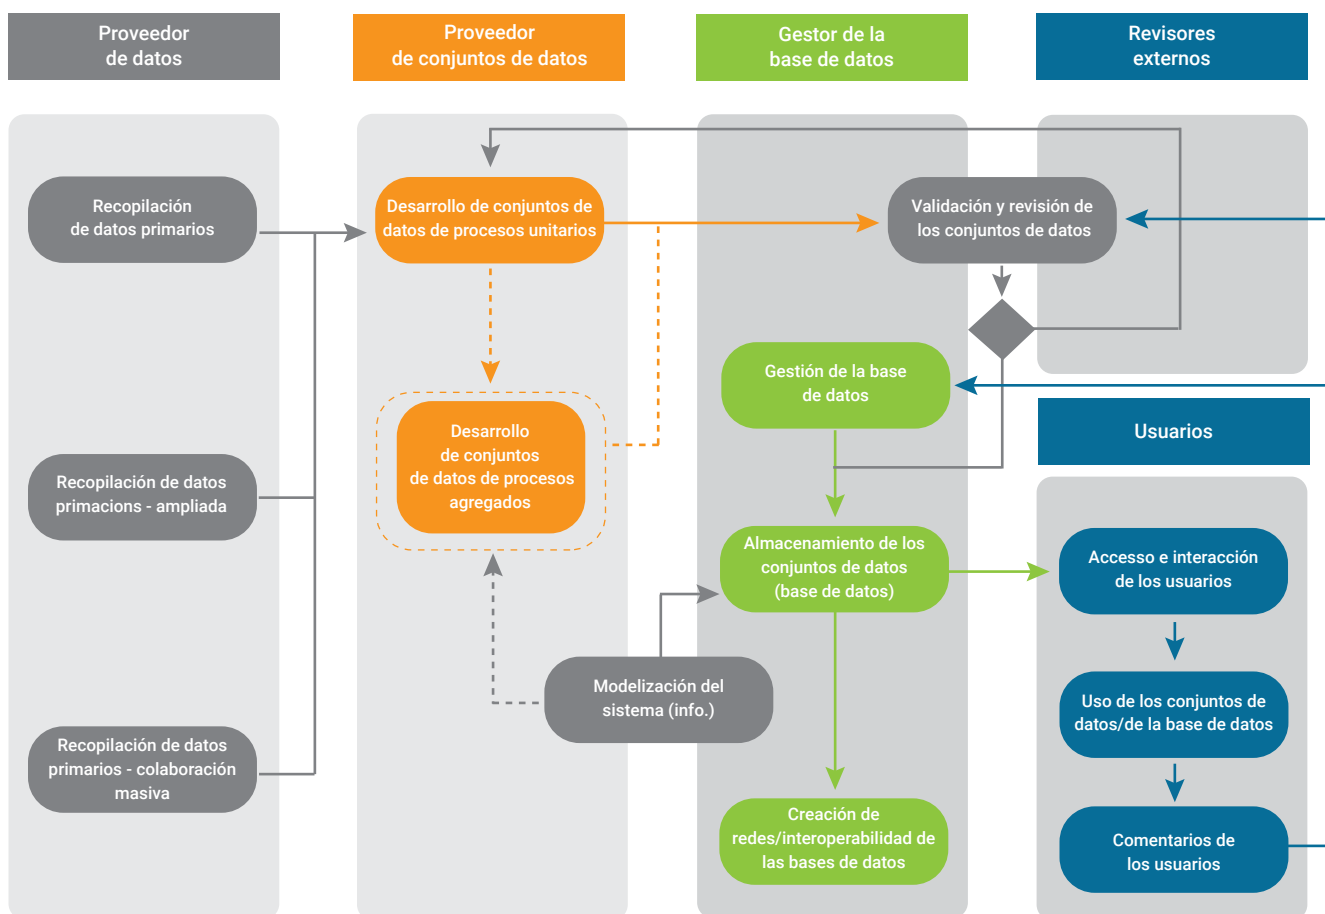 Proveedor
de datos
Proveedor
de conjuntos de datos
Gestor de la
base de datos
Revisores
externos
Recopilación
de datos primarios
Desarrollo de conjuntos de
datos de procesos unitarios
Validación y revisión de
los conjuntos de datos
Gestión de la base
de datos
Usuarios
Desarrollo
de conjuntos
de datos de procesos
agregados
Recopilación de datos
primacions - ampliada
Almacenamiento de los
conjuntos de datos
(base de datos)
Accesso e interacción
de los usuarios
Modelización del
sistema (info.)
Uso de los conjuntos de
datos/de la base de datos
Recopilación de datos
primarios - colaboración
masiva
Creación de
redes/interoperabilidad de
las bases de datos
Comentarios de
los usuarios